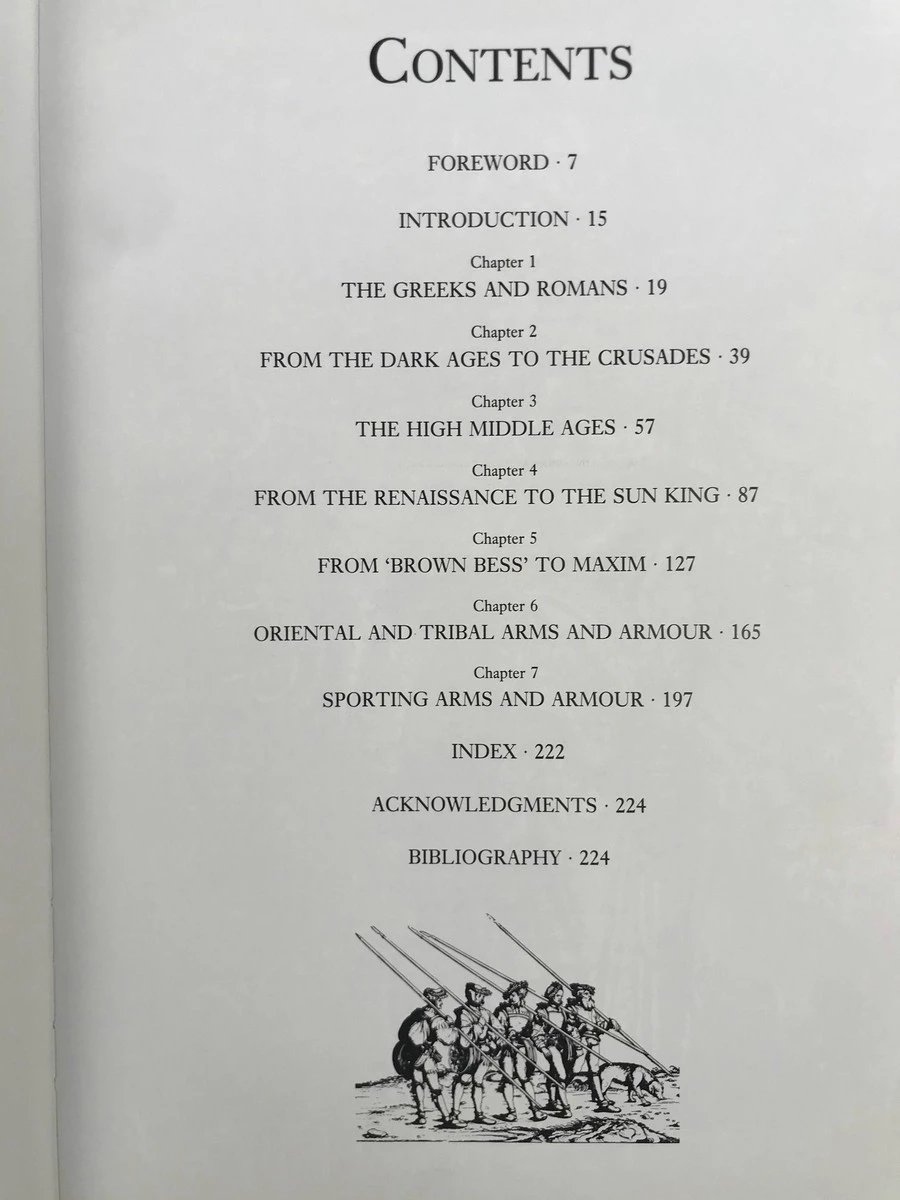 CONTENTS
FOREWORD · 7
INTRODUCTION · 15
Chapter 1
THE GREEKS AND ROMANS · 19
Chapter 2
FROM THE DARK AGES TO THE CRUSADES · 39
Chapter 3
THE HIGH MIDDLE AGES · 57
Chapter 4
FROM THE RENAISSANCE TO THE SUN KING · 87
Chapter 5
FROM ‘BROWN BESS’ TO MAXIM · 127
Chapter 6
ORIENTAL AND TRIBAL ARMS AND ARMOUR · 165
Chapter 7
SPORTING ARMS AND ARMOUR · 197
INDEX · 222
ACKNOWLEDGMENTS · 224
BIBLIOGRAPHY · 224